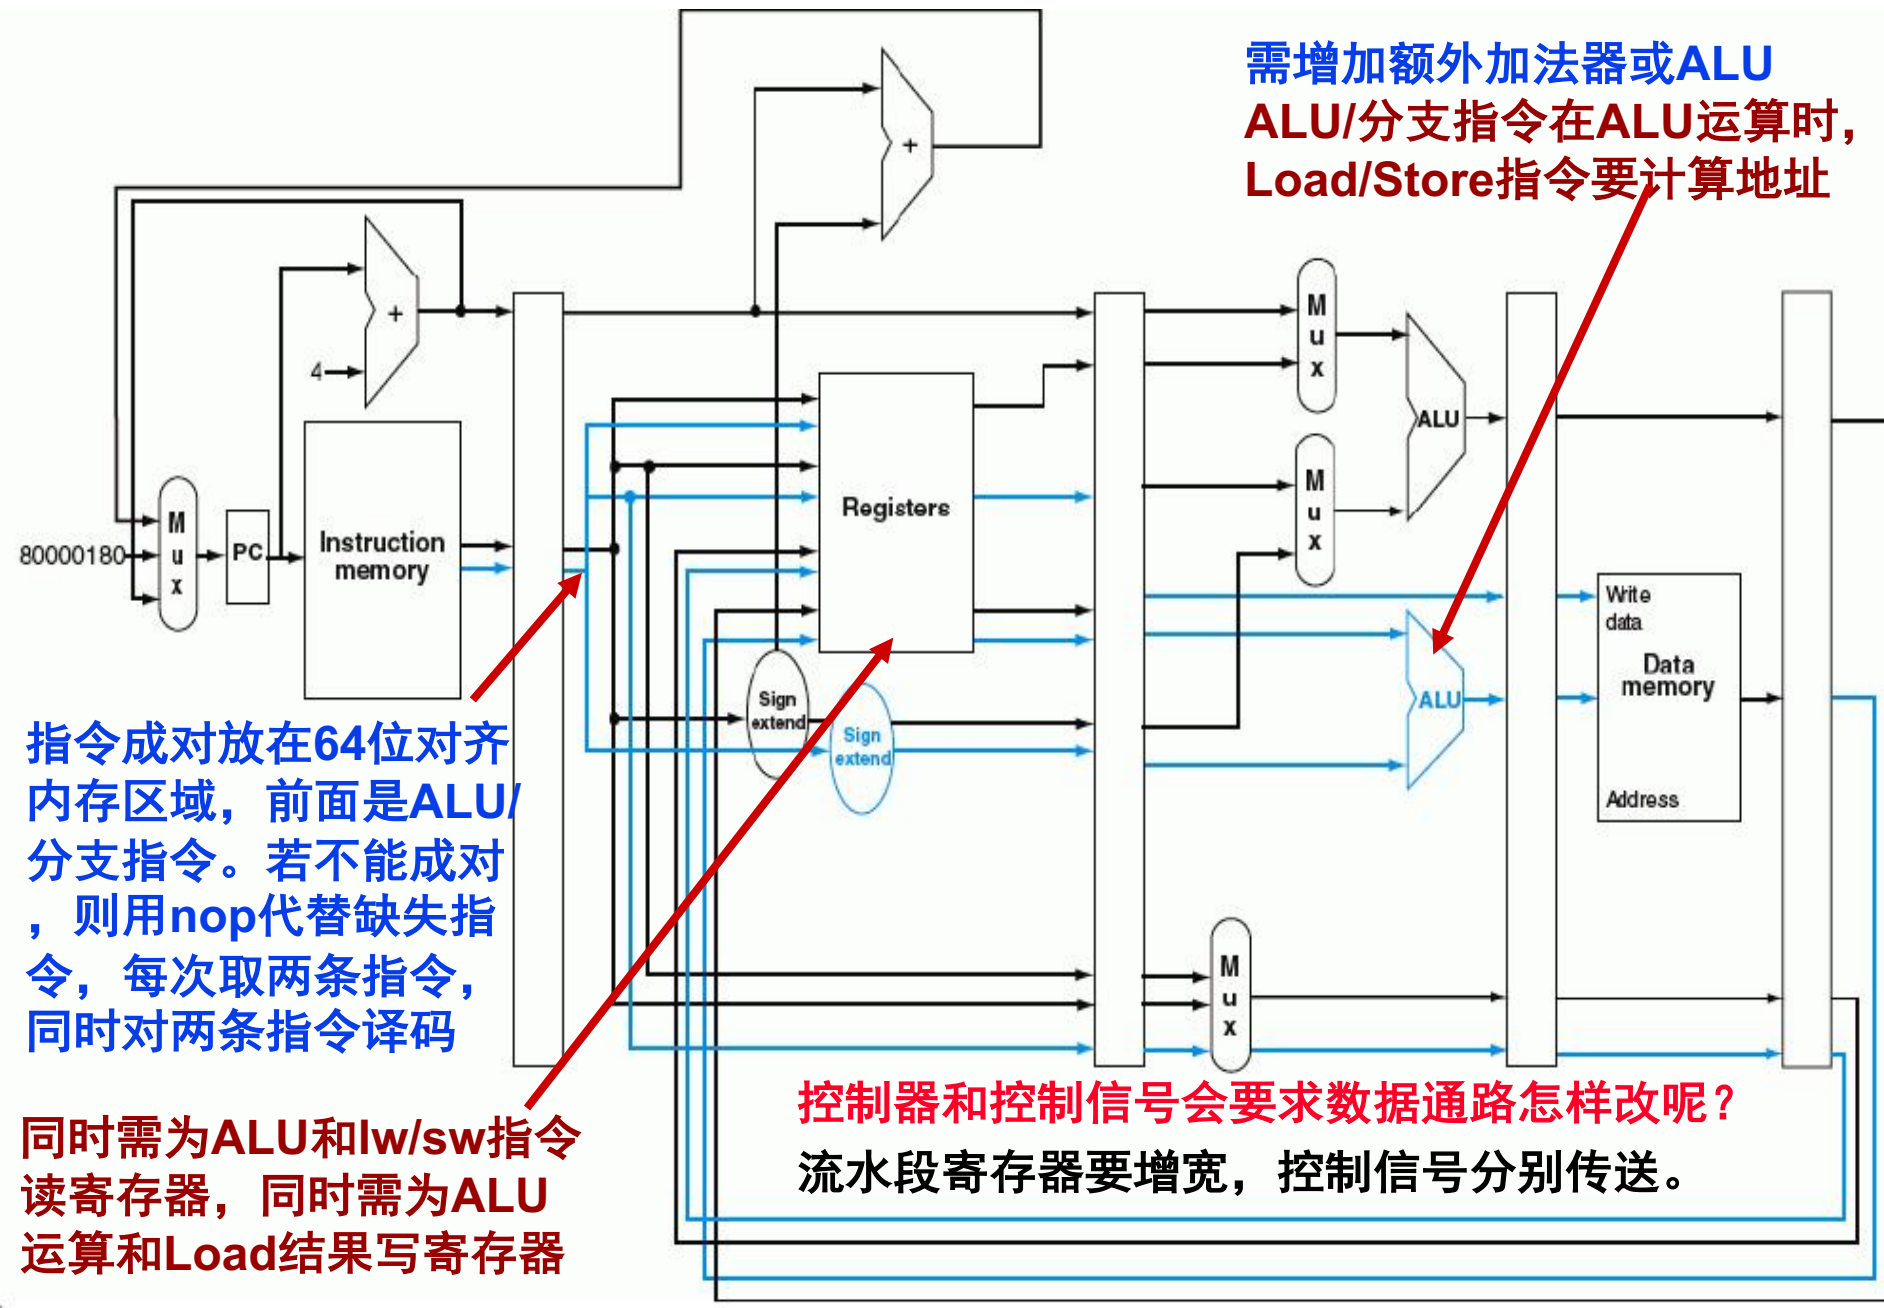 需增加额外加法器或ALU
ALU/分支指令在ALU运算时，
Load/Store指令要计算地址
+
+
4
M
u
x
M
u
x
ALU
80000180
M
u
x
PC
Instruction
memory
Registers
Write
data
Data
memory
Address
ALU
Sign
extend
Sign
extend
指令成对放在64位对齐
内存区域，前面是ALU/
分支指令。若不能成对
，则用nop代替缺失指
令，每次取两条指令，
同时对两条指令译码
M
u
x
控制器和控制信号会要求数据通路怎样改呢？
流水段寄存器要增宽，控制信号分别传送。
同时需为ALU和lw/sw指令
读寄存器，同时需为ALU
运算和Load结果写寄存器